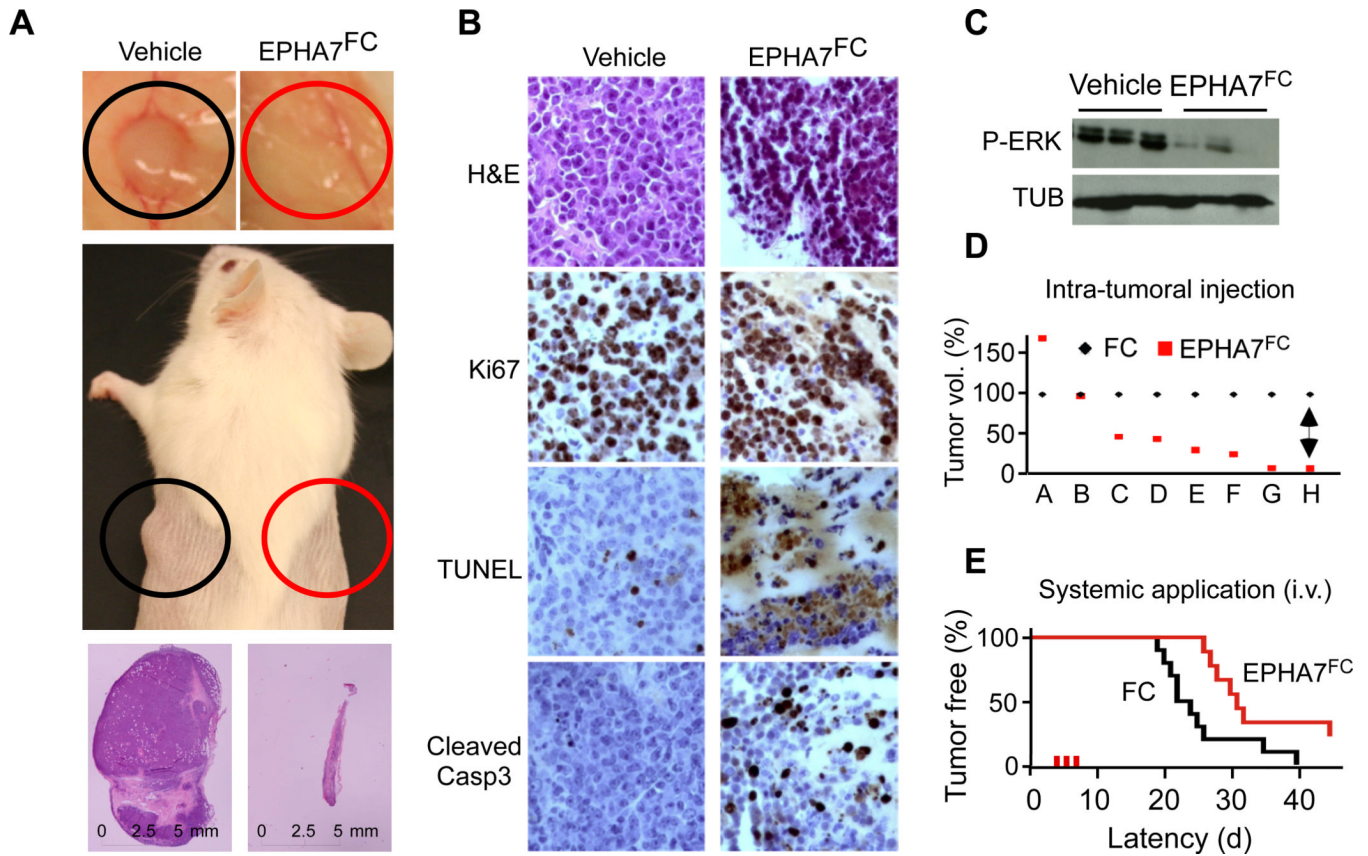 A
Vehicle EPHA7FC
0 2.5 5 mm
0 2.5 5 mm
B
Vehicle EPHA7FC
H&E
Ki67
TUNEL
Cleaved
Casp3
C
Vehicle EPHA7FC
P-ERK
TUB
D
Intra-tumoral injection
Tumor vol. (%)
FC EPHA7FC
150
100
50
0
A B C D E F G H
E
Systemic application (i.v.)
Tumor free (%)
100
50
0
FC
EPHA7FC
0 10 20 30 40
Latency (d)